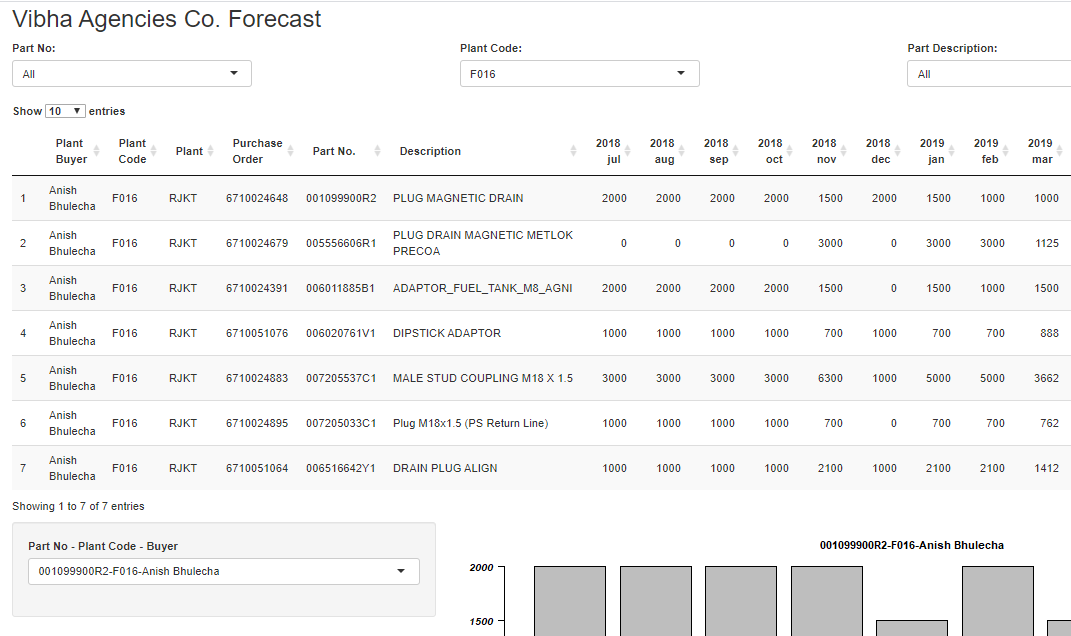 Vibha Agencies Co. Forecast
Part No: Plant Code: Part Description:
All F016 All
Show 10 entries
Plant Buyer Plant Code Plant Purchase Order Part No. Description 2018 jul 2018 aug 2018 sep 2018 oct 2018 nov 2018 dec 2019 jan 2019 feb 2019 mar
1 Anish Bhulecha F016 RJKT 6710024648 001099900R2 PLUG MAGNETIC DRAIN 2000 2000 2000 2000 1500 2000 1500 1000 1000
2 Anish Bhulecha F016 RJKT 6710024679 005556606R1 PLUG DRAIN MAGNETIC METLOK PRECOA 0 0 0 0 3000 0 3000 3000 1125
3 Anish Bhulecha F016 RJKT 6710024391 006011885B1 ADAPTOR_FUEL_TANK_M8_AGNI 2000 2000 2000 2000 1500 0 1500 1000 1500
4 Anish Bhulecha F016 RJKT 6710051076 006020761V1 DIPSTICK ADAPTOR 1000 1000 1000 1000 700 1000 700 700 888
5 Anish Bhulecha F016 RJKT 6710024883 007205537C1 MALE STUD COUPLING M18 X 1.5 3000 3000 3000 3000 6300 1000 5000 5000 3662
6 Anish Bhulecha F016 RJKT 6710024895 007205033C1 Plug M18x1.5 (PS Return Line) 1000 1000 1000 1000 700 0 700 700 762
7 Anish Bhulecha F016 RJKT 6710051064 006516642Y1 DRAIN PLUG ALIGN 1000 1000 1000 1000 2100 1000 2100 2100 1412
Showing 1 to 7 of 7 entries
Part No - Plant Code - Buyer
001099900R2-F016-Anish Bhulecha
001099900R2-F016-Anish Bhulecha
2000
1500